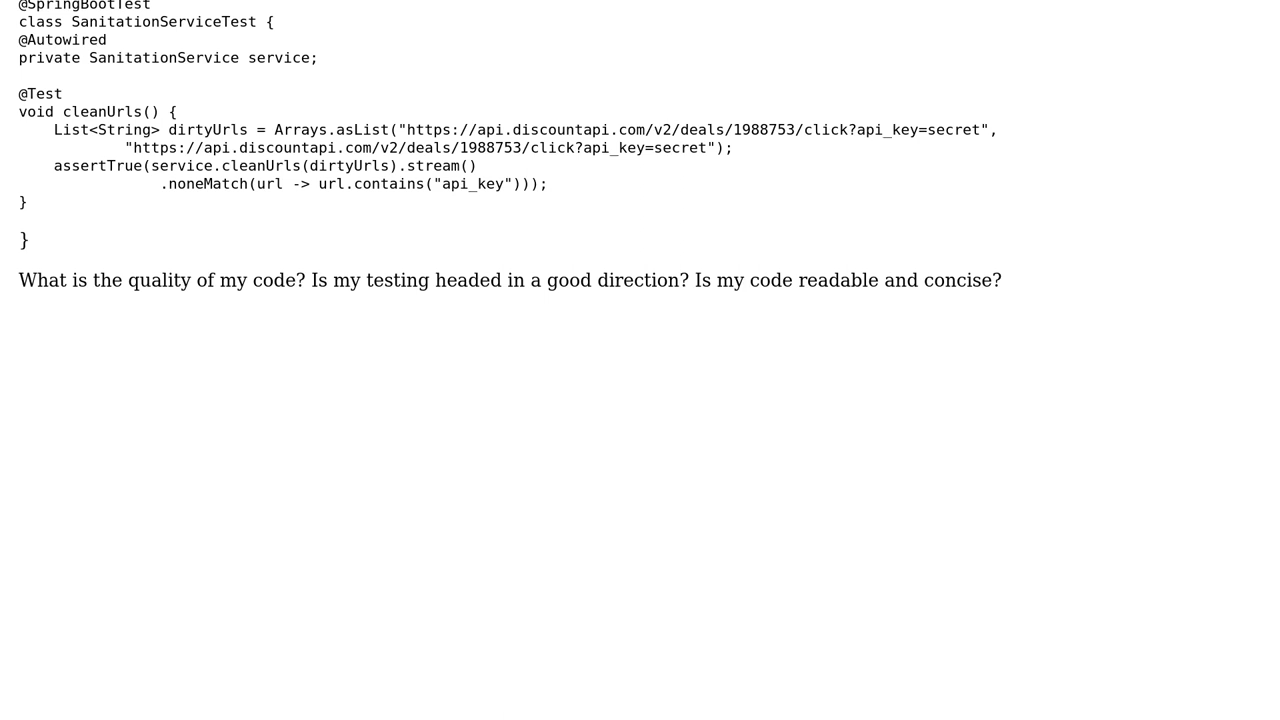 @SpringBootTest
class SanitationServiceTest {
@Autowired
private SanitationService service;
@Test
void cleanUrls() {
    List<String> dirtyUrls = Arrays.asList("https://api.discountapi.com/v2/deals/1988753/click?api_key=secret",
            "https://api.discountapi.com/v2/deals/1988753/click?api_key=secret");
    assertTrue(service.cleanUrls(dirtyUrls).stream()
                .noneMatch(url -> url.contains("api_key")));
}
}
What is the quality of my code? Is my testing headed in a good direction? Is my code readable and concise?